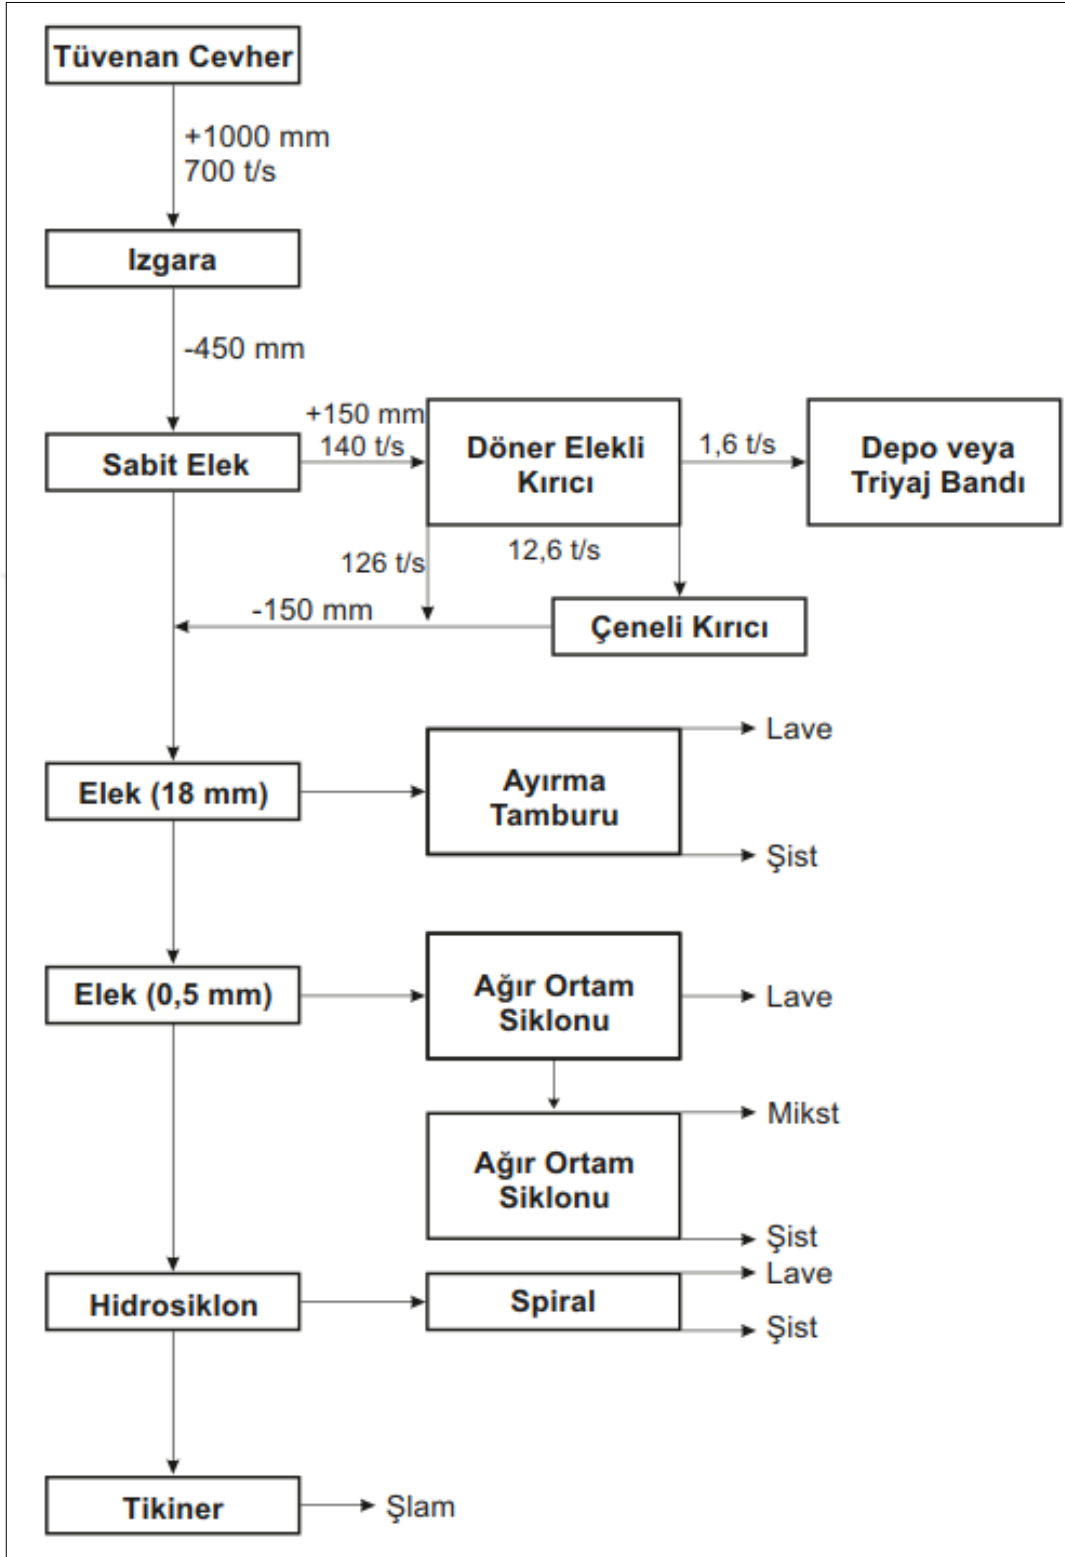 Tüvenan Cevher
+1000 mm
700 t/s
Izgara
-450 mm
+150 mm
140 t/s
Sabit Elek
Döner Elekli
Kırıcı
1,6 t/s
Depo veya
Triyaj Bandı
126 t/s
12,6 t/s
-150 mm
Çeneli Kırıcı
Elek (18 mm)
Ayırma
Tamburu
Lave
Şist
Elek (0,5 mm)
Ağır Ortam
Siklonu
Lave
Ağır Ortam
Siklonu
Mikst
Şist
Hidrosiklon
Spiral
Lave
Şist
Tikiner
Şlam